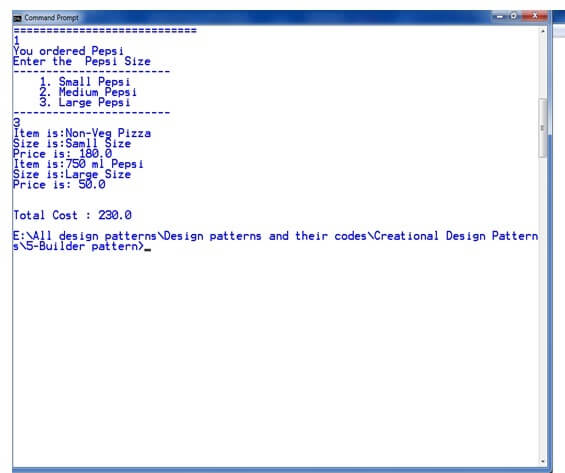 Command Prompt
============================
1
You ordered Pepsi
Enter the  Pepsi Size
------------------------
    1. Small Pepsi
    2. Medium Pepsi
    3. Large Pepsi
------------------------
3
Item is:Non-Veg Pizza
Size is:Samll Size
Price is: 180.0
Item is:750 ml Pepsi
Size is:Large Size
Price is: 50.0
Total Cost : 230.0
E:\All design patterns\Design patterns and their codes\Creational Design Pattern
s\5-Builder pattern>_